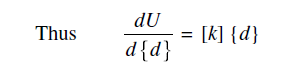 Thus dU/d{d} = [k] {d}